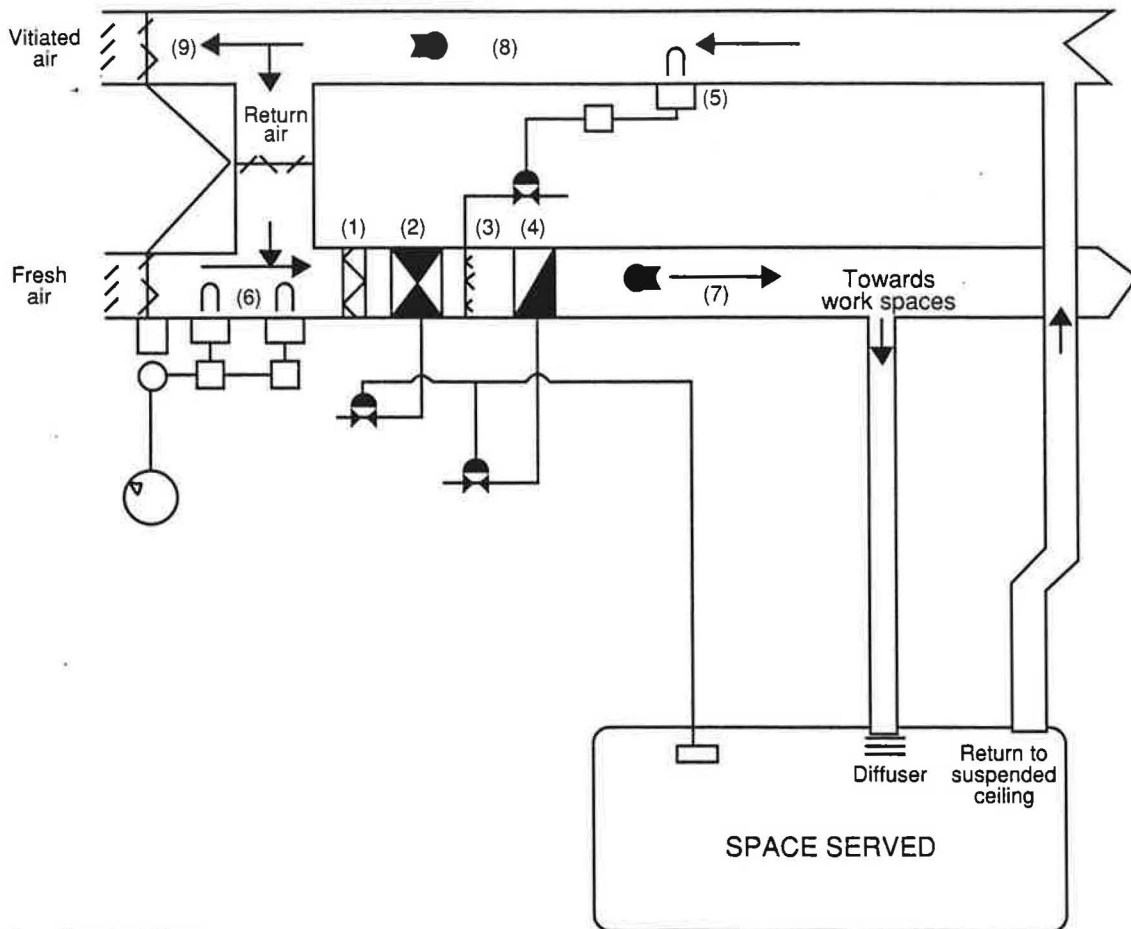 Vitiated
air
(9)
(8)
(5)
Return
air
(1)
(2)
(3)
(4)
Fresh
air
(6)
(7)
Towards
work spaces
Diffuser
Return to
suspended
ceiling
SPACE SERVED